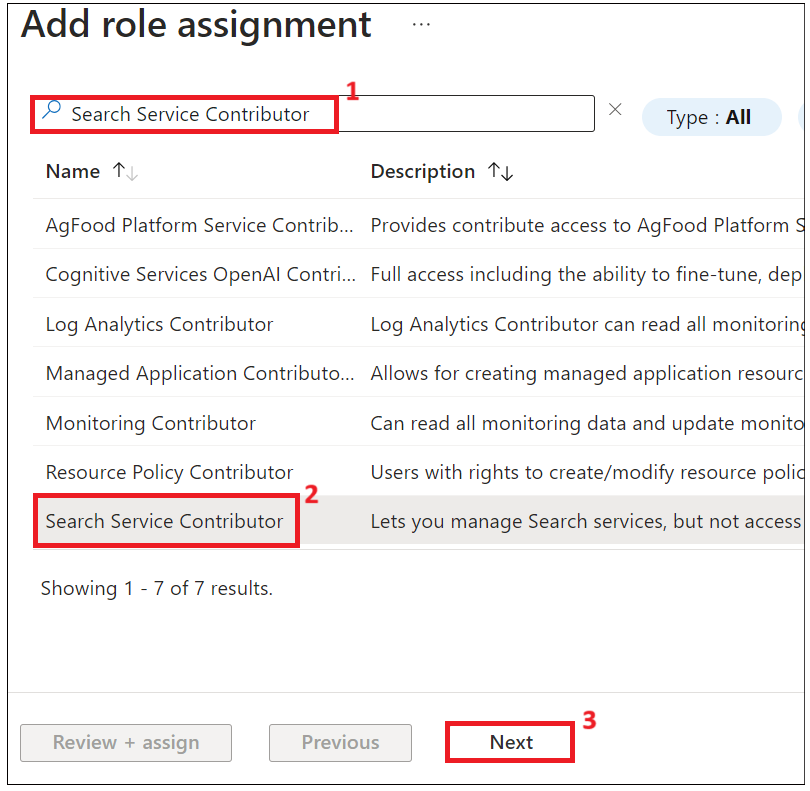 Add role assignment ...
1
Search Service Contributor
Type : All
Name ↑↓ Description ↑↓
AgFood Platform Service Contrib... Provides contribute access to AgFood Platform S
Cognitive Services OpenAI Contri... Full access including the ability to fine-tune, dep
Log Analytics Contributor Log Analytics Contributor can read all monitoring
Managed Application Contributo... Allows for creating managed application resourc
Monitoring Contributor Can read all monitoring data and update monito
Resource Policy Contributor Users with rights to create/modify resource polic
2
Search Service Contributor Lets you manage Search services, but not access
Showing 1 - 7 of 7 results.
3
Review + assign Previous Next